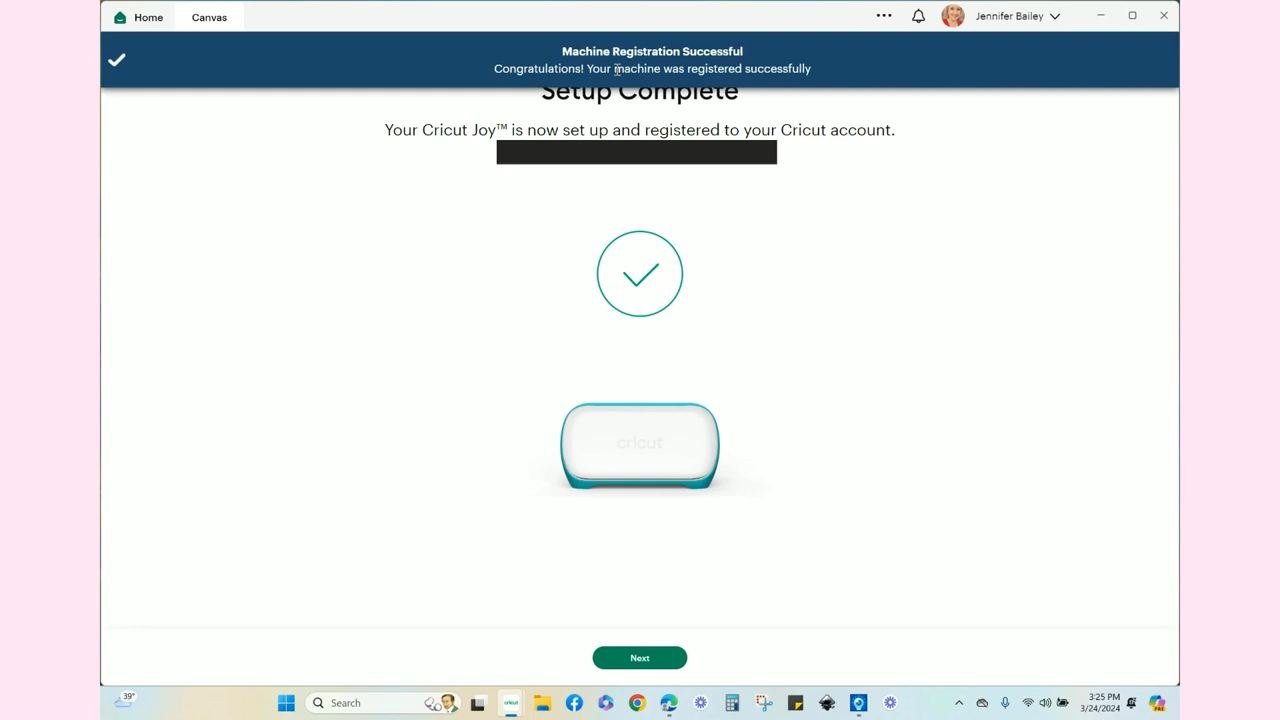 Home
Canvas
Jennifer Bailey
Machine Registration Successful
Congratulations! Your machine was registered successfully
Setup Complete
Your Cricut Joy™ is now set up and registered to your Cricut account.
cricut
Next
39°
Search
cricut
3:25 PM
3/24/2024